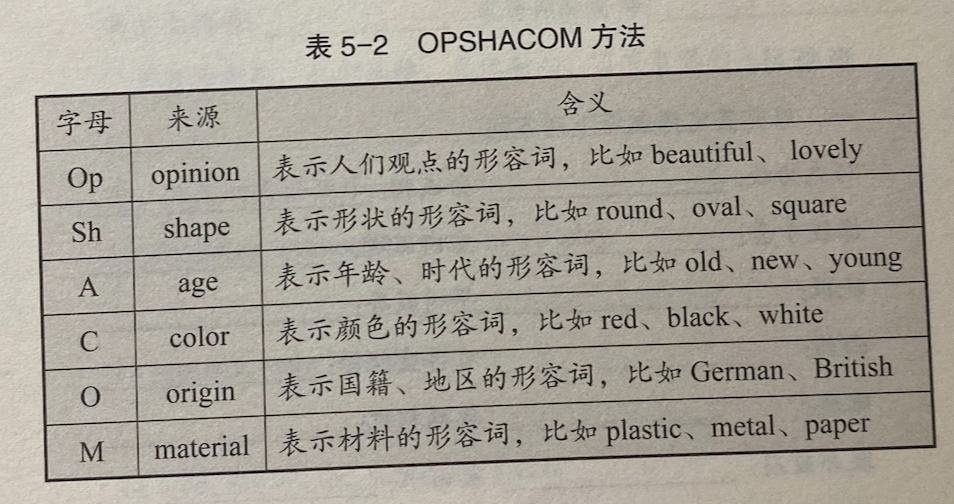 表 5-2 OPSHACOM 方法
字母 来源 含义
Op opinion 表示人们观点的形容词，比如 beautiful、lovely
Sh shape 表示形状的形容词，比如 round、oval、square
A age 表示年龄、时代的形容词，比如 old、new、young
C color 表示颜色的形容词，比如 red、black、white
O origin 表示国籍、地区的形容词，比如 German、British
M material 表示材料的形容词，比如 plastic、metal、paper